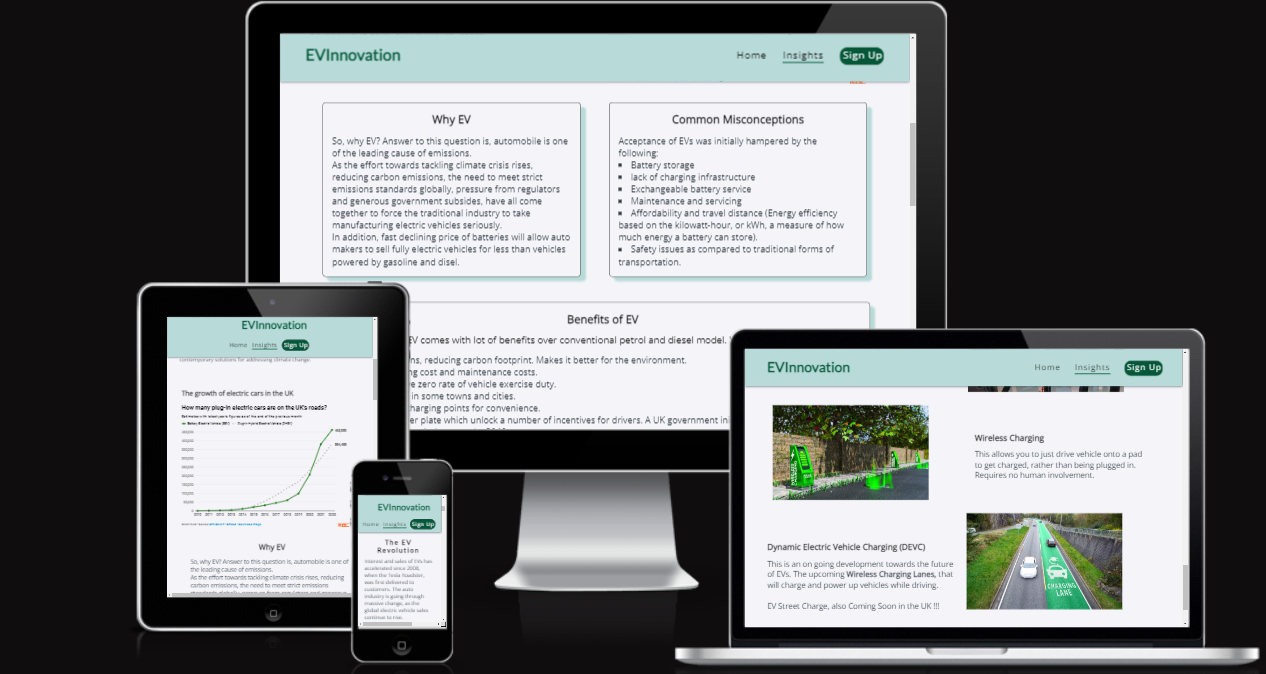 EVInnovation
Home Insights Sign Up
Why EV
So, why EV? Answer to this question is, automobile is one
of the leading cause of emissions.
As the effort towards tackling climate crisis rises,
reducing carbon emissions, the need to meet strict
emissions standards globally, pressure from regulators
and generous government subsides, have all come
together to force the traditional industry to take
manufacturing electric vehicles seriously.
In addition, fast declining price of batteries will allow auto
makers to sell fully electric vehicles for less than vehicles
powered by gasoline and disel.
Common Misconceptions
Acceptance of EVs was initially hampered by the
following:
▪ Battery storage
▪ lack of charging infrastructure
▪ Exchangeable battery service
▪ Maintenance and servicing
▪ Affordability and travel distance (Energy efficiency
based on the kilowatt-hour, or kWh, a measure of how
much energy a battery can store).
▪ Safety issues as compared to traditional forms of
transportation.
Benefits of EV
EV comes with lot of benefits over conventional petrol and diesel model.
reducing carbon footprint. Makes it better for the environment.
cost and maintenance costs.
zero rate of vehicle exercise duty.
in some towns and cities.
charging points for convenience.
plate which unlock a number of incentives for drivers. A UK government
EVInnovation
Home Insights Sign Up
contemporary solutions for addressing climate change.
The growth of electric cars in the UK
How many plug-in electric cars are on the UK's roads?
Why EV
So, why EV? Answer to this question is, automobile is one of
the leading cause of emissions.
As the effort towards tackling climate crisis rises, reducing
carbon emissions, the need to meet strict emissions
EVInnovation
Home Insights Sign Up
The EV
Revolution
Interest and sales of EVs has
accelerated since 2008,
when the Tesla Roadster,
was first delivered to
customers. The auto
industry is going through
massive change, as the
global electric vehicle sales
continue to rise
EVInnovation
Home Insights Sign Up
Wireless Charging
This allows you to just drive vehicle onto a pad
to get charged, rather than being plugged in.
Requires no human involvement.
Dynamic Electric Vehicle Charging (DEVC)
This is an on going development towards the future
of EVs. The upcoming Wireless Charging Lanes, that
will charge and power up vehicles while driving.
EV Street Charge, also Coming Soon in the UK !!!
CHARGING
LANE